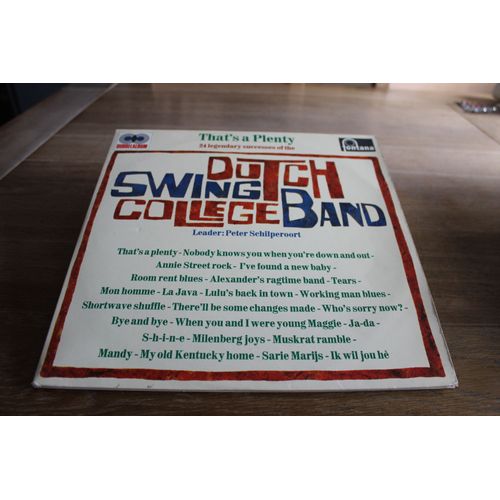 That's a Plenty
24 legendary successes of the
DUBBELALBUM
fontana
DUTCH
SWING
COLLEGE BAND
Leader: Peter Schilperoort
That's a plenty - Nobody knows you when you're down and out -
Annie Street rock - I've found a new baby -
Room rent blues - Alexander's ragtime band - Tears -
Mon homme - La Java - Lulu's back in town - Working man blues -
Shortwave shuffle - There'll be some changes made - Who's sorry now? -
Bye and bye - When you and I were young Maggie - Ja-da -
S-h-i-n-e - Milenberg joys - Muskrat ramble -
Mandy - My old Kentucky home - Sarie Marijs - Ik wil jou hè